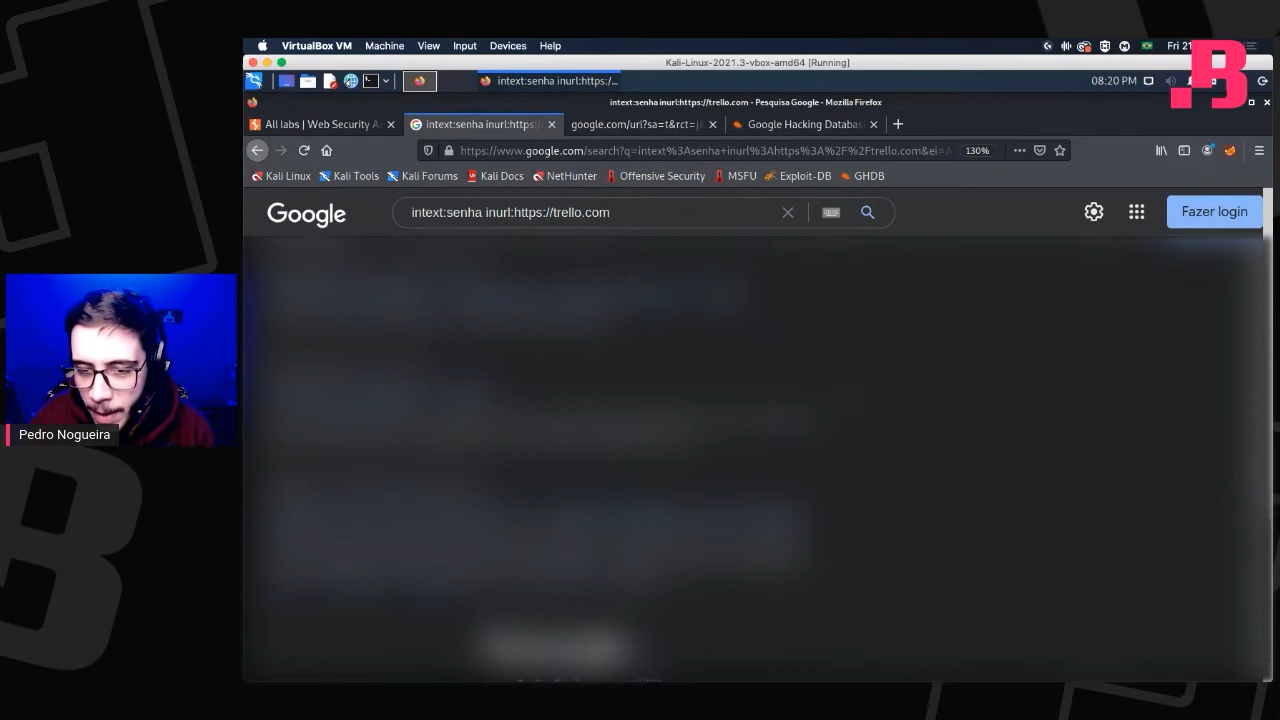 VirtualBox VM Machine View Input Devices Help
Fri 21
Kali-Linux-2021.3-vbox-amd64 [Running]
intext:senha inurl:https:/...
08:20 PM
intext:senha inurl:https://trello.com - Pesquisa Google - Mozilla Firefox
All labs | Web Security A
intext:senha inurl:https:/
google.com/url?sa=t&rct=j&
Google Hacking Databas
https://www.google.com/search?q=intext%3Asenha+inurl%3Ahttps%3A%2F%2Ftrello.com&ei=A
130%
Kali Linux Kali Tools Kali Forums Kali Docs NetHunter Offensive Security MSFU Exploit-DB GHDB
Google
intext:senha inurl:https://trello.com
Fazer login
Pedro Nogueira
.B